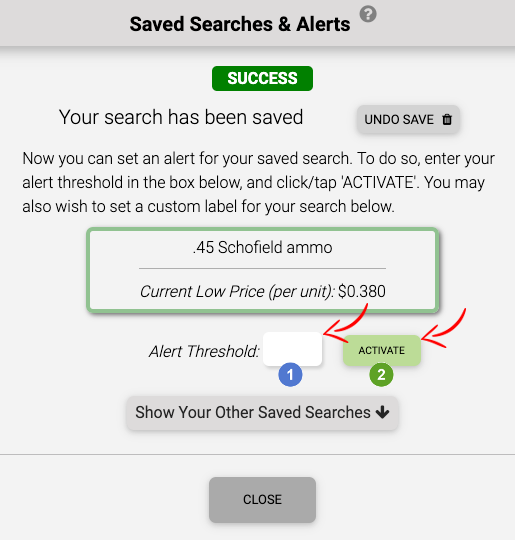 Saved Searches & Alerts ?
SUCCESS
Your search has been saved
UNDO SAVE
Now you can set an alert for your saved search. To do so, enter your
alert threshold in the box below, and click/tap 'ACTIVATE'. You may
also wish to set a custom label for your search below.
.45 Schofield ammo
Current Low Price (per unit): $0.380
Alert Threshold:
ACTIVATE
1
2
Show Your Other Saved Searches
CLOSE